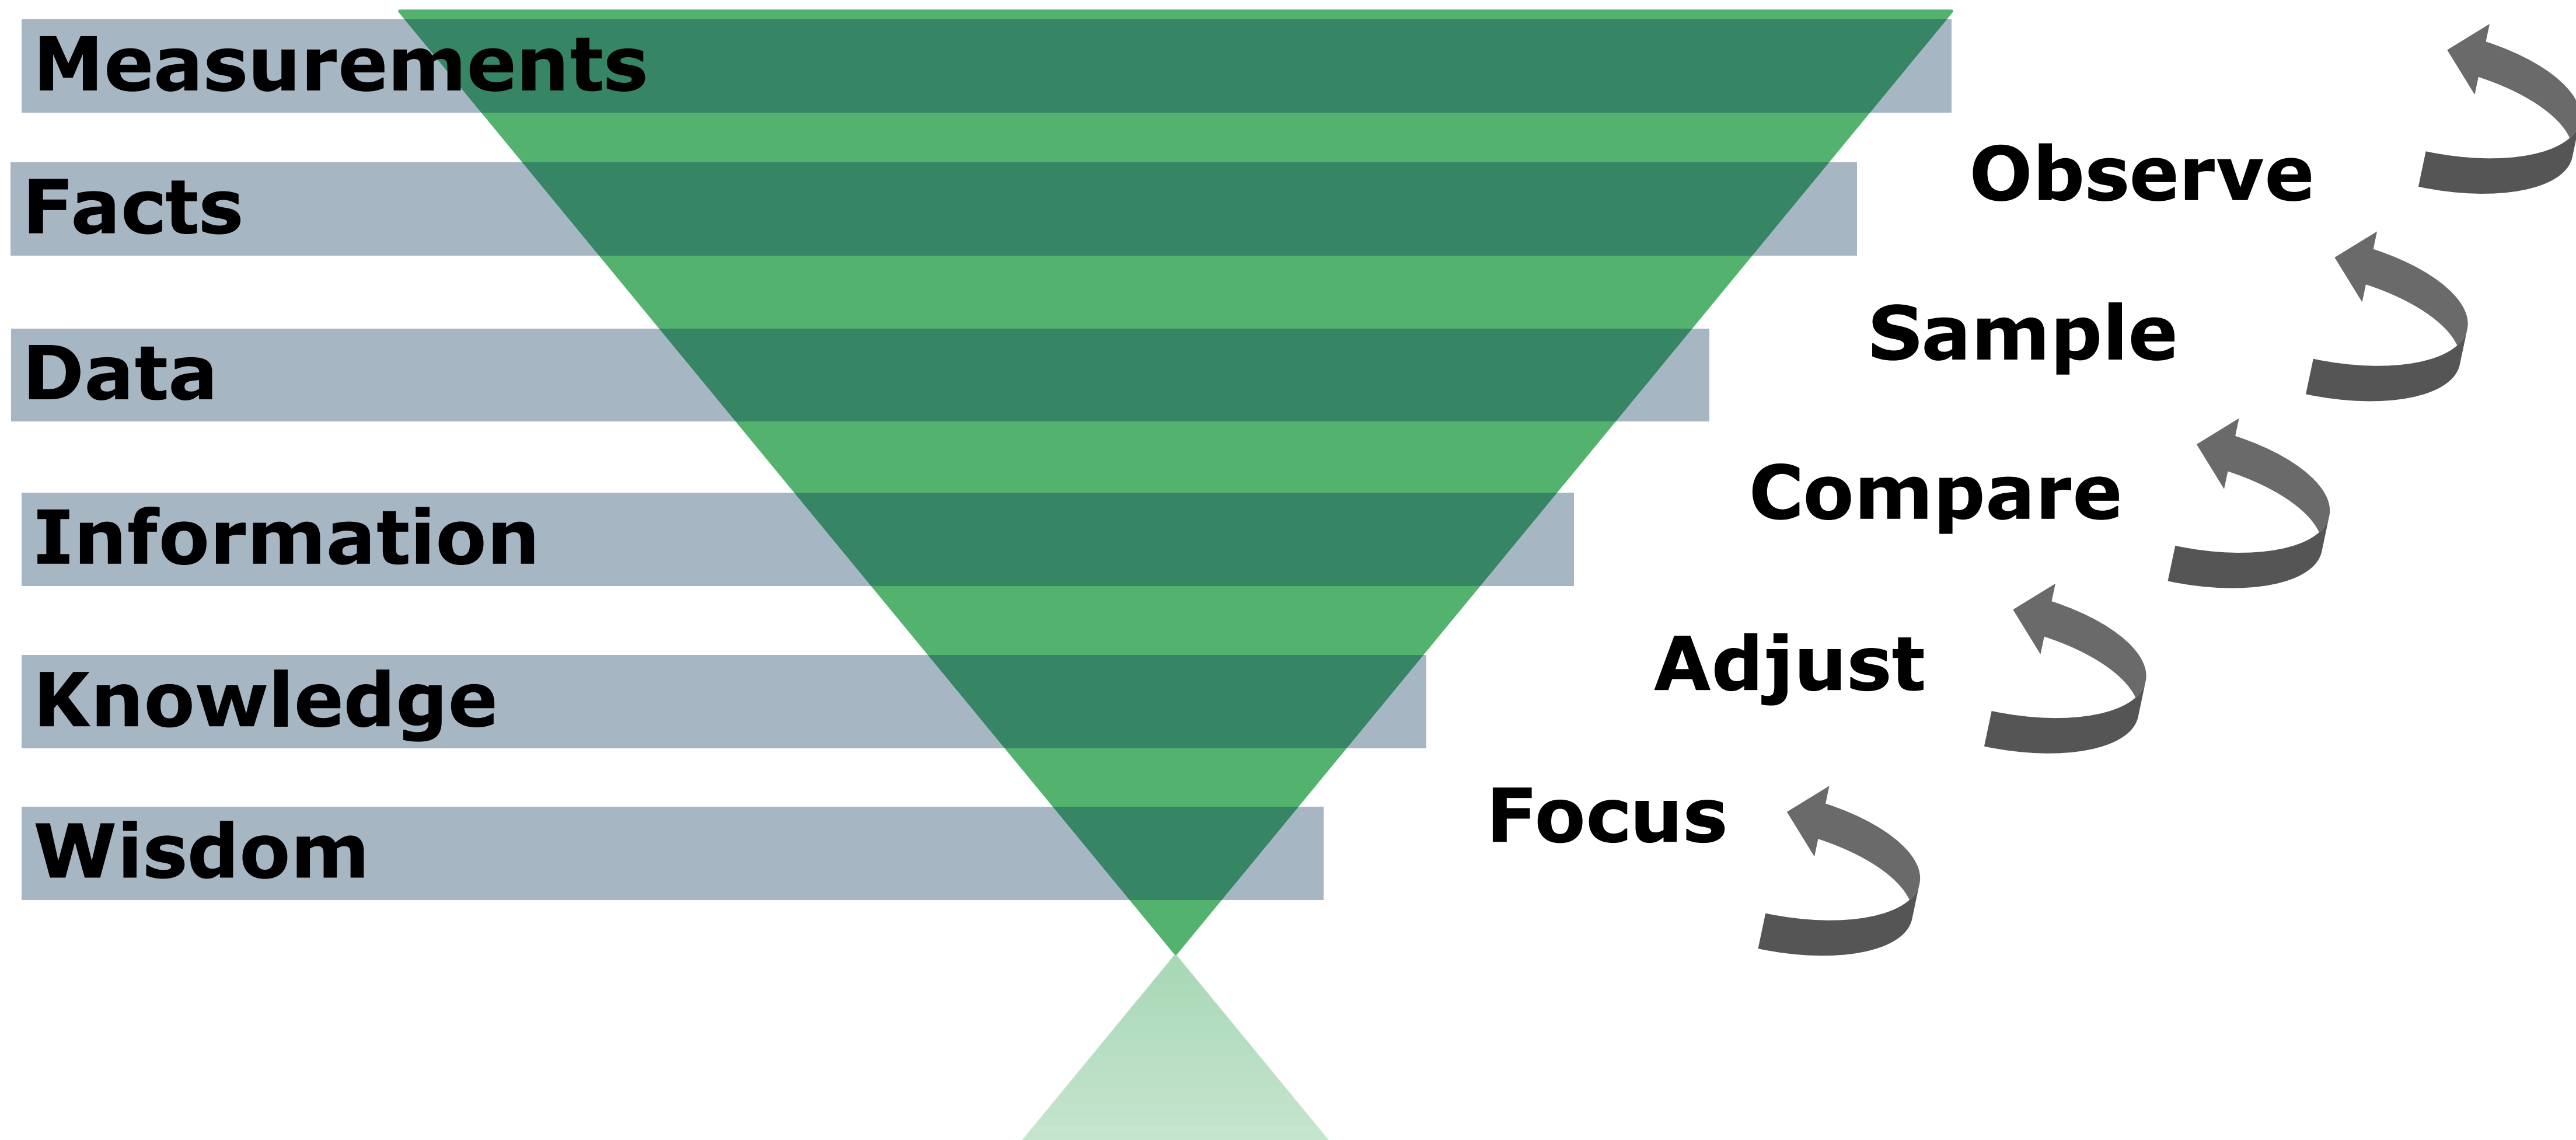 Measurements
Observe
Facts
Sample
Data
Compare
Information
Adjust
Knowledge
Focus
Wisdom